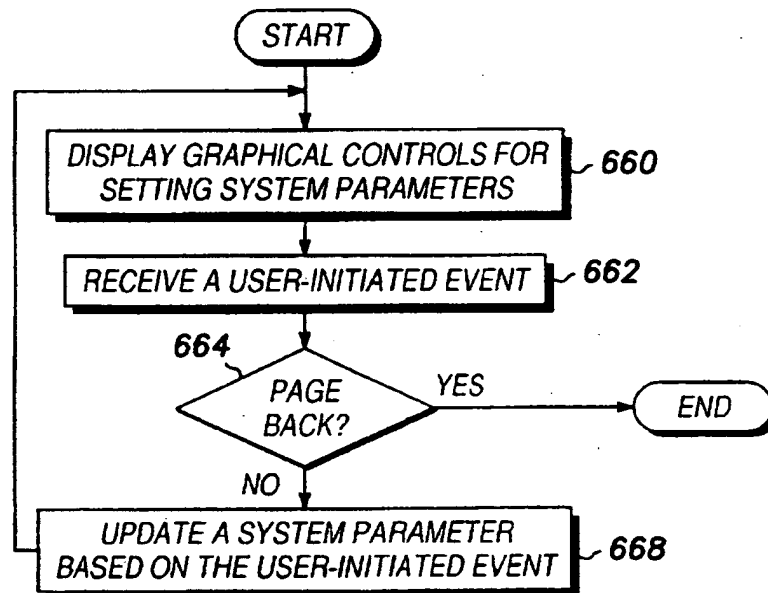 START
DISPLAY GRAPHICAL CONTROLS FOR
SETTING SYSTEM PARAMETERS
660
RECEIVE A USER-INITIATED EVENT
662
664
PAGE
BACK?
YES
END
NO
UPDATE A SYSTEM PARAMETER
BASED ON THE USER-INITIATED EVENT
668